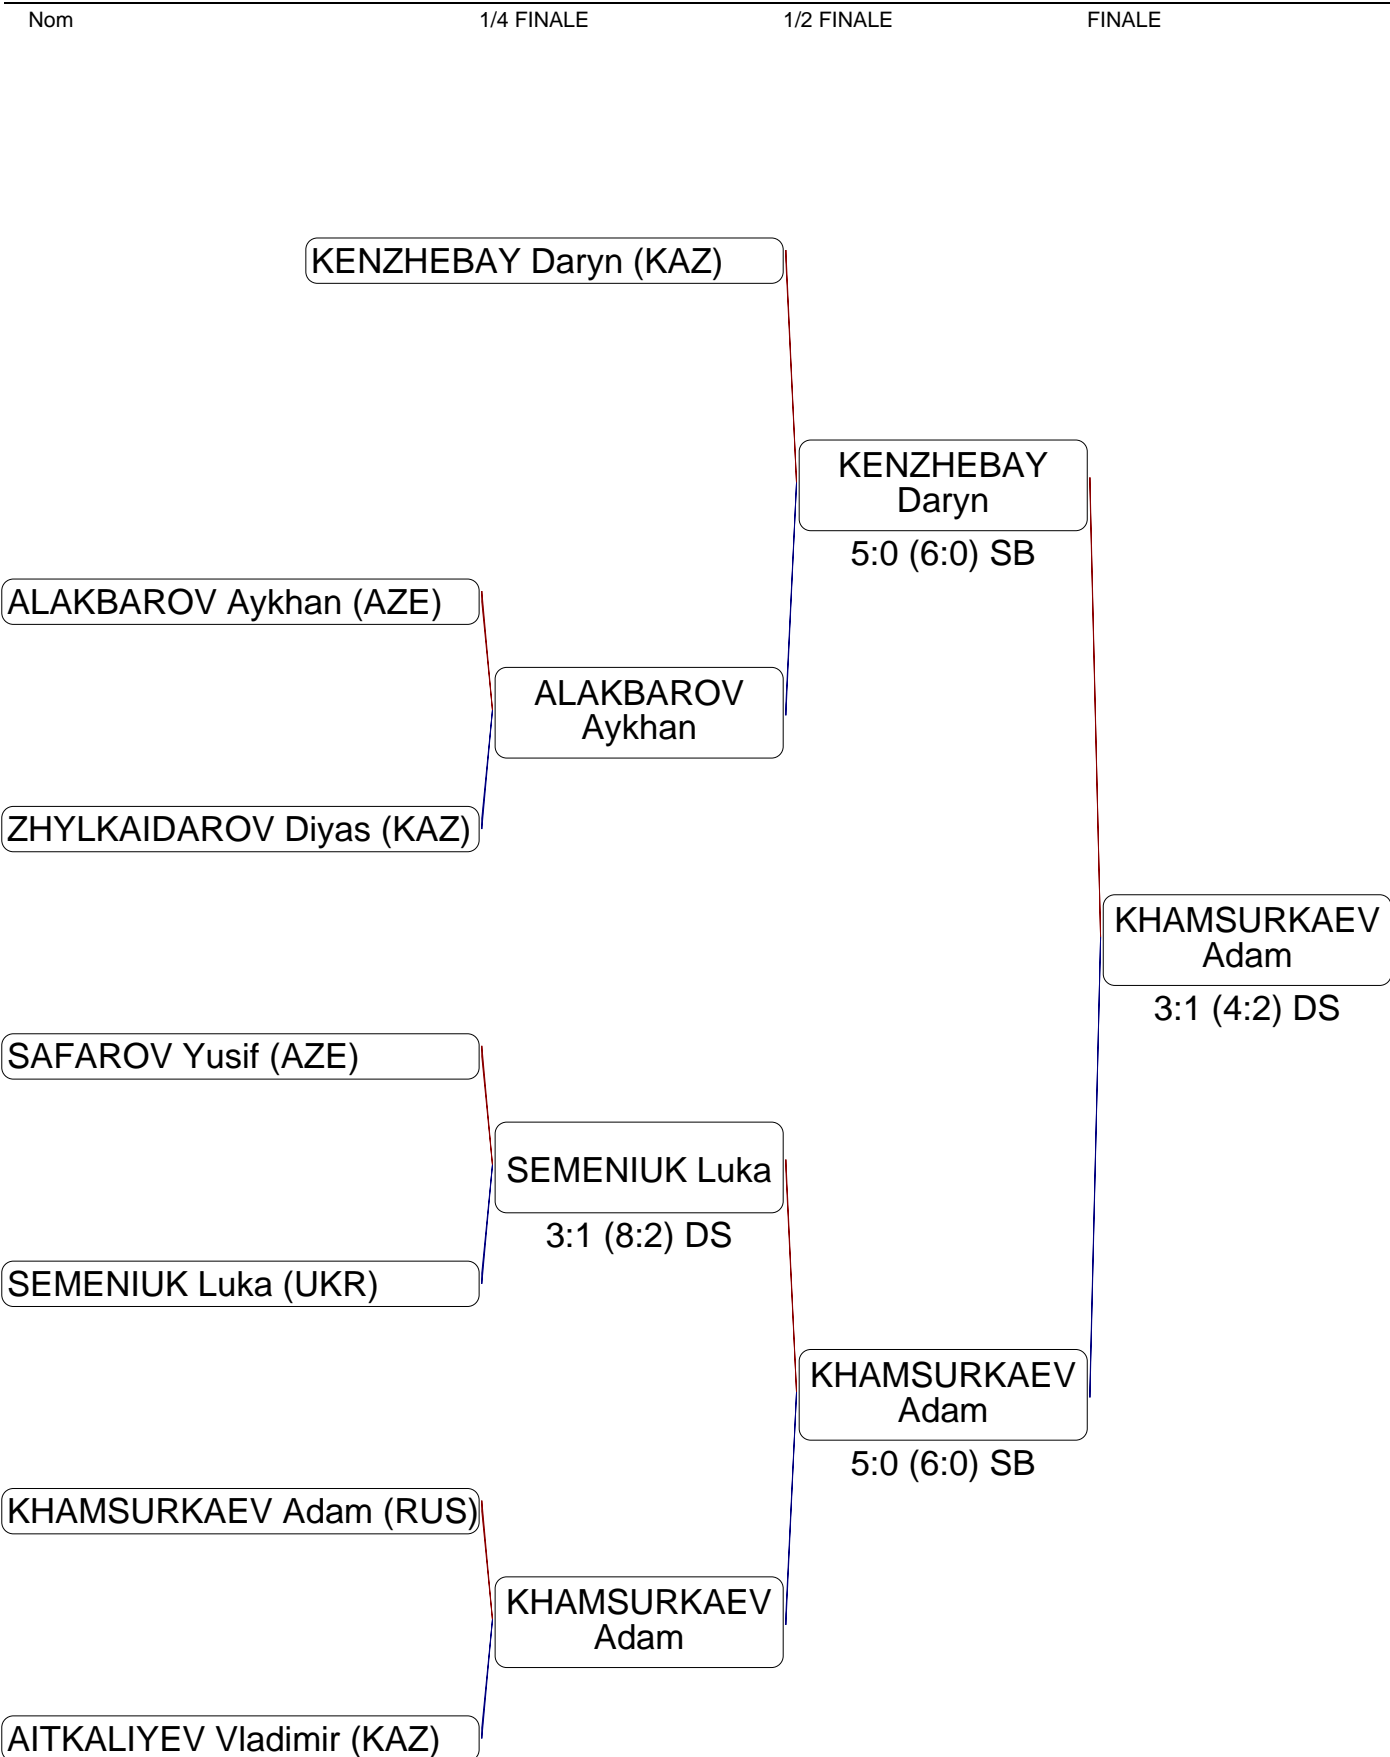 Nom 1/4 FINALE 1/2 FINALE FINALE
KENZHEBAY Daryn (KAZ)
KENZHEBAY
Daryn
5:0 (6:0) SB
ALAKBAROV Aykhan (AZE)
ALAKBAROV
Aykhan
ZHYLKAIDAROV Diyas (KAZ)
KHAMSURKAEV
Adam
3:1 (4:2) DS
SAFAROV Yusif (AZE)
SEMENIUK Luka
3:1 (8:2) DS
SEMENIUK Luka (UKR)
KHAMSURKAEV
Adam
5:0 (6:0) SB
KHAMSURKAEV Adam (RUS)
KHAMSURKAEV
Adam
AITKALIYEV Vladimir (KAZ)